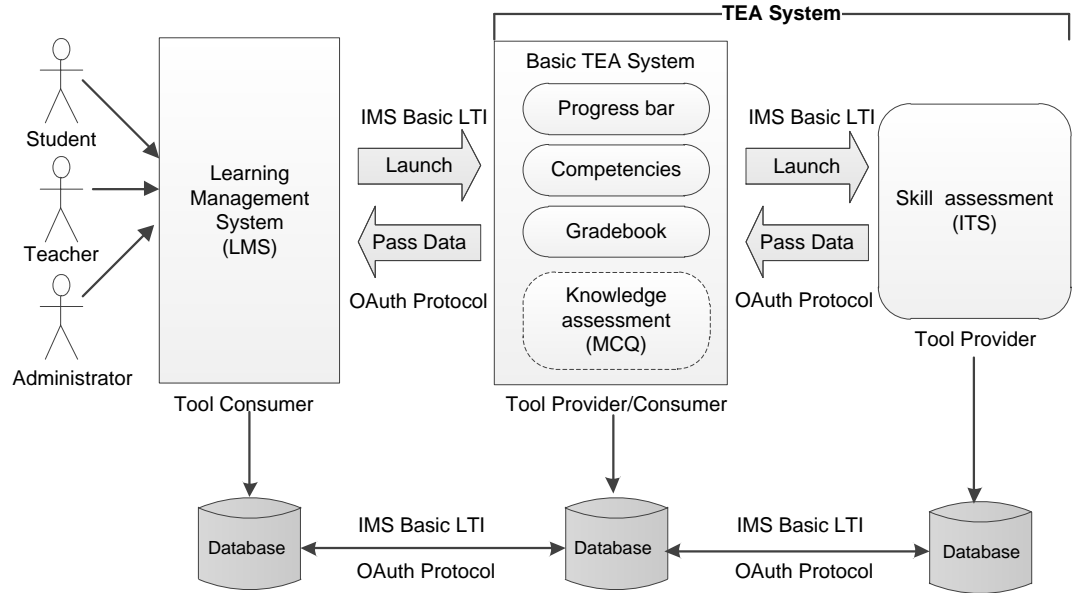 TEA System
Student
Teacher
Administrator
Learning
Management
System
(LMS)
Tool Consumer
IMS Basic LTI
Launch
Pass Data
OAuth Protocol
Basic TEA System
Progress bar
Competencies
Gradebook
Knowledge
assessment
(MCQ)
Tool Provider/Consumer
IMS Basic LTI
Launch
Pass Data
OAuth Protocol
Skill assessment
(ITS)
Tool Provider
Database
IMS Basic LTI
OAuth Protocol
Database
IMS Basic LTI
OAuth Protocol
Database